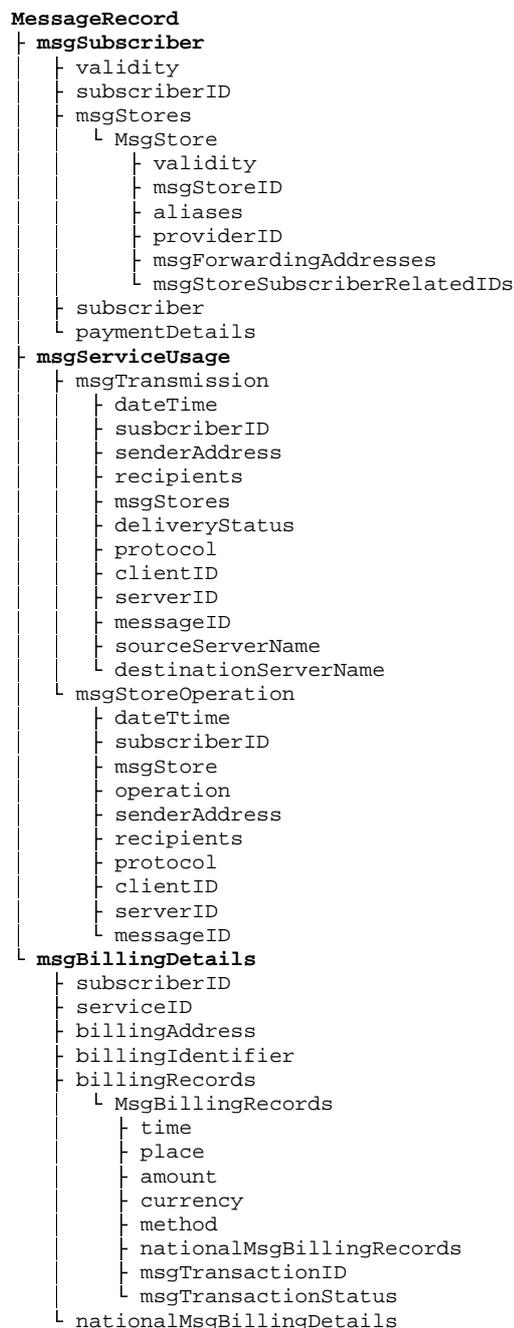 MessageRecord
├ msgSubscriber
│ ├ validity
│ ├ subscriberID
│ ├ msgStores
│ │ └ MsgStore
│ │ ├ validity
│ │ ├ msgStoreID
│ │ ├ aliases
│ │ ├ providerID
│ │ ├ msgForwardingAddresses
│ │ └ msgStoreSubscriberRelatedIDs
│ ├ subscriber
│ └ paymentDetails
├ msgServiceUsage
│ ├ msgTransmission
│ │ ├ dateTime
│ │ ├ susbcriberID
│ │ ├ senderAddress
│ │ ├ recipients
│ │ ├ msgStores
│ │ ├ deliveryStatus
│ │ ├ protocol
│ │ ├ clientID
│ │ ├ serverID
│ │ ├ messageID
│ │ ├ sourceServerName
│ │ └ destinationServerName
│ └ msgStoreOperation
│ ├ dateTtime
│ ├ subscriberID
│ ├ msgStore
│ ├ operation
│ ├ senderAddress
│ ├ recipients
│ ├ protocol
│ ├ clientID
│ ├ serverID
│ └ messageID
└ msgBillingDetails
├ subscriberID
├ serviceID
├ billingAddress
├ billingIdentifier
├ billingRecords
│ └ MsgBillingRecords
│ ├ time
│ ├ place
│ ├ amount
│ ├ currency
│ ├ method
│ ├ nationalMsgBillingRecords
│ ├ msgTransactionID
│ └ msgTransactionStatus
└ nationalMsgBillingDetails